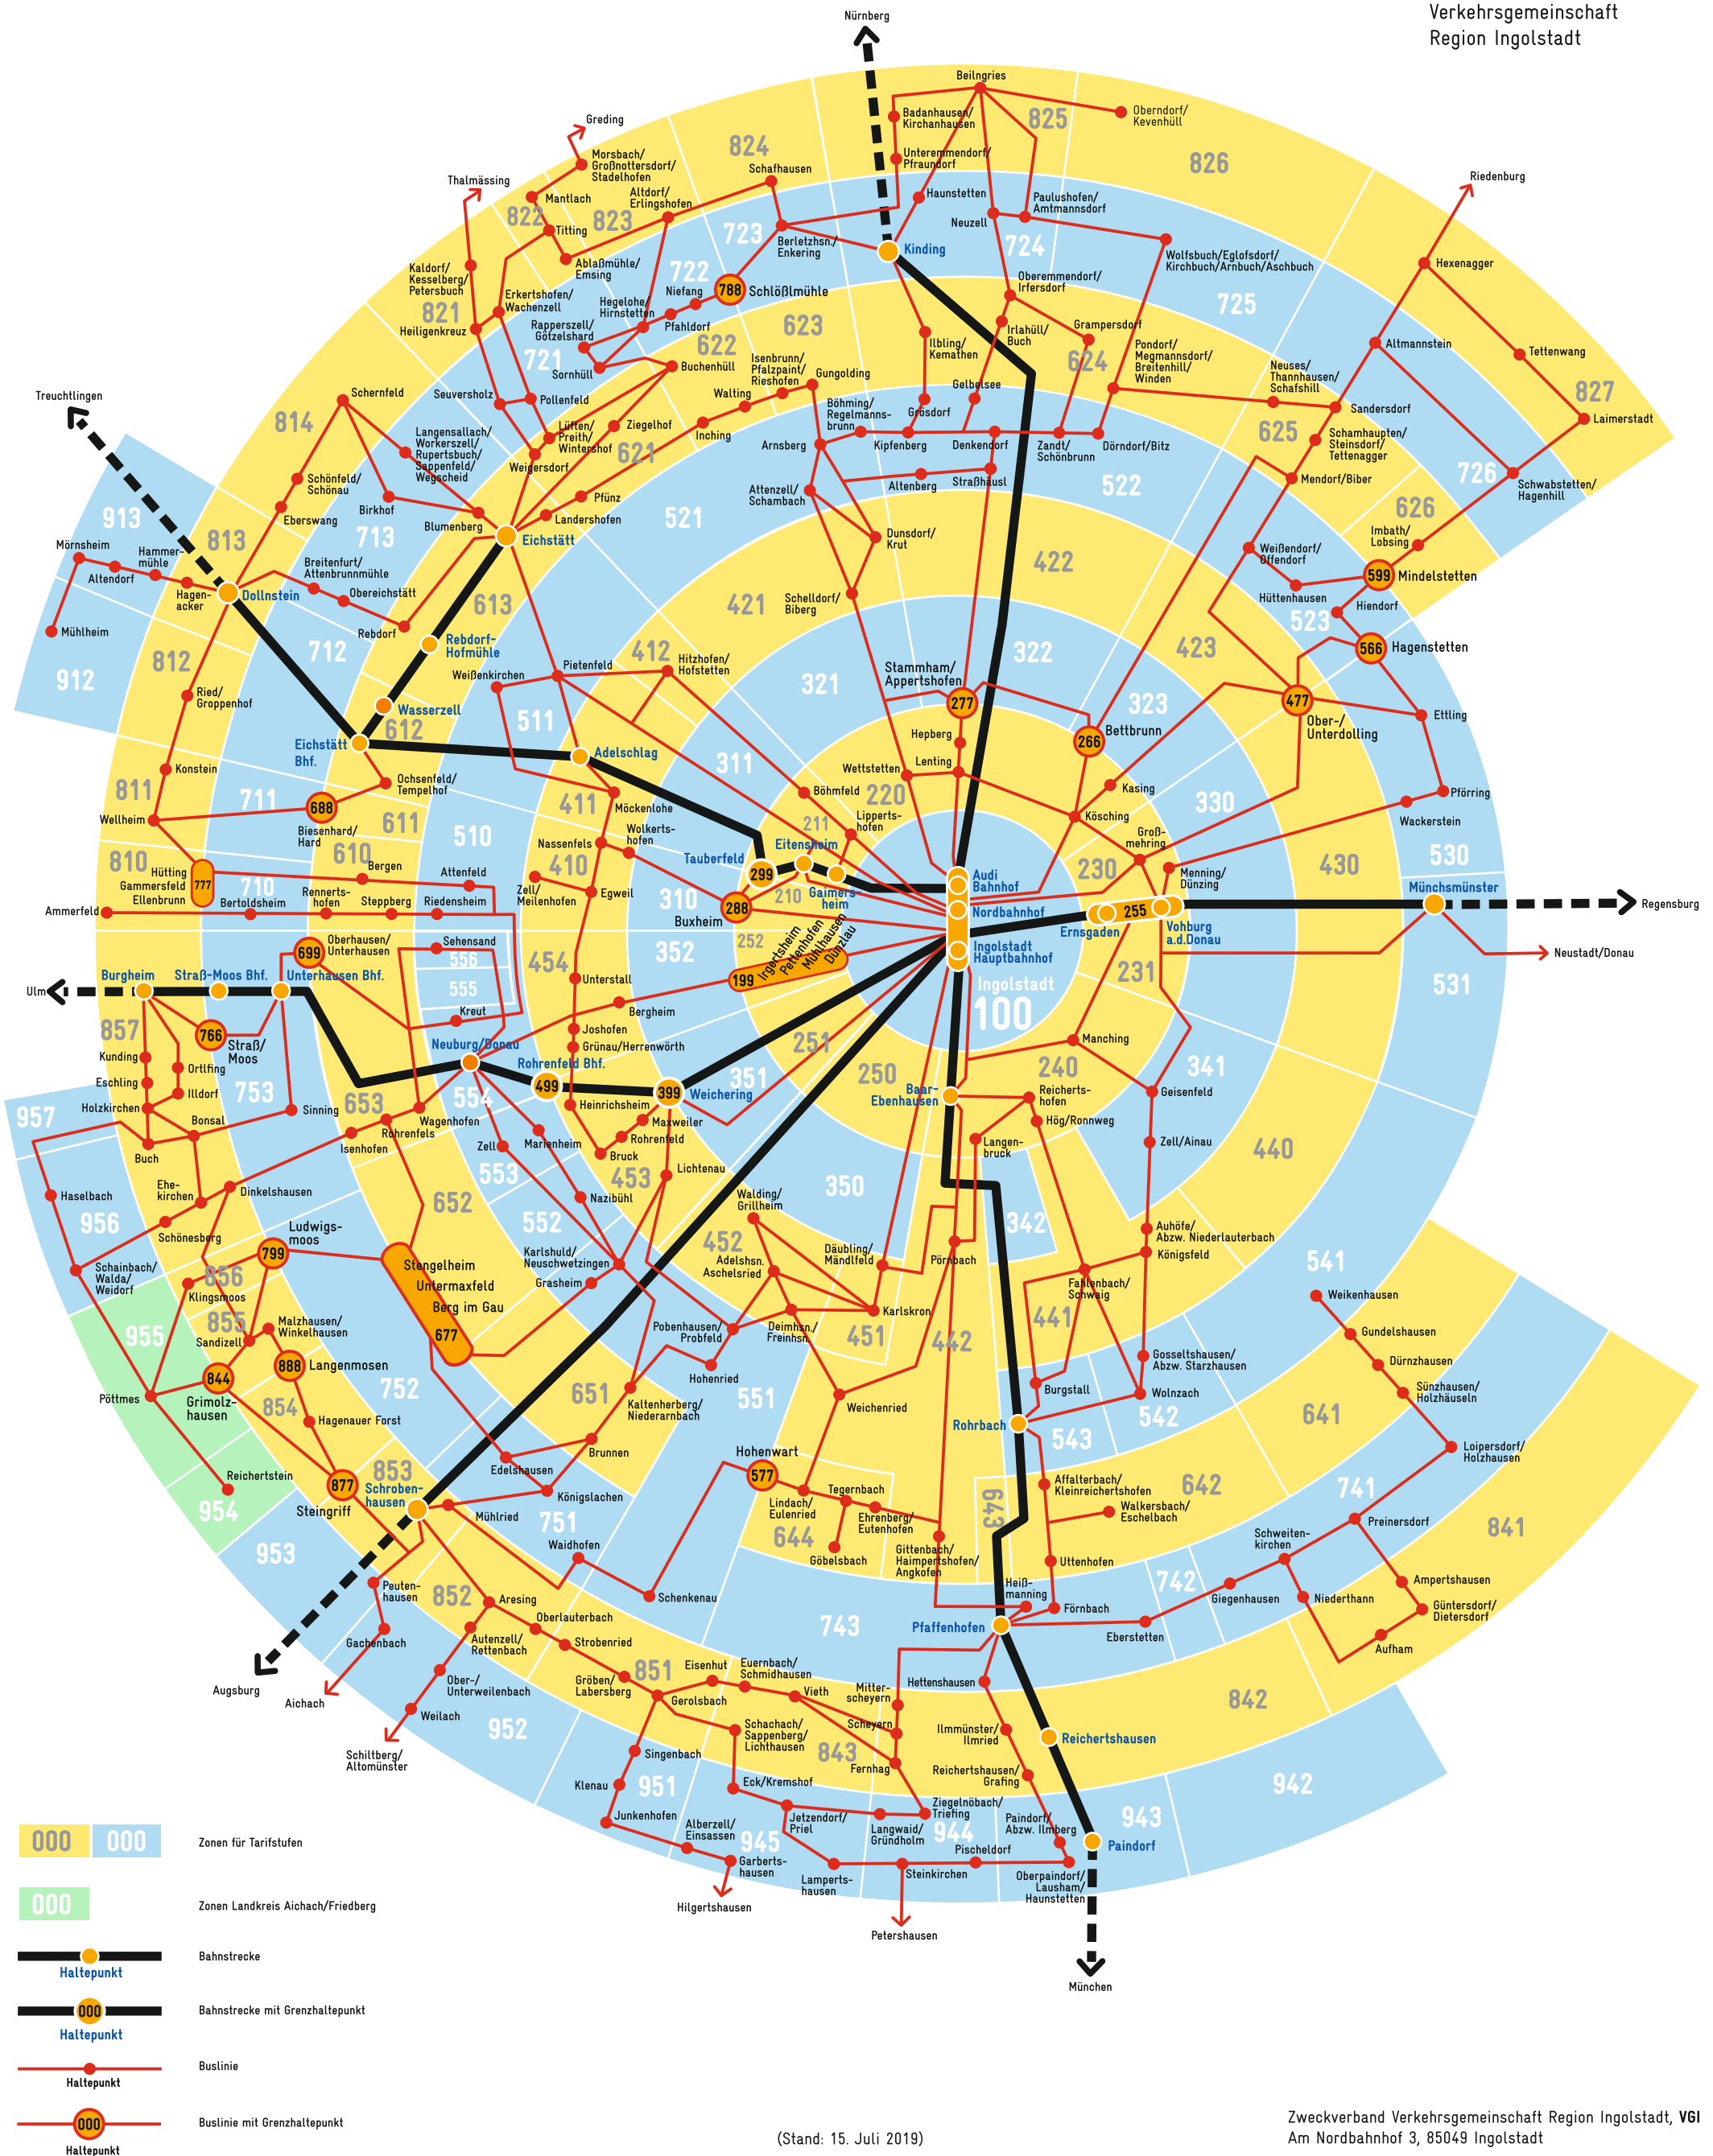 Verkehrsgemeinschaft
Region Ingolstadt
Nürnberg
Beilngries
825
Oberndorf/
Kevenhüll
Badanhausen/
Kirchanhausen
Greding
824
826
Morsbach/
Großnottersdorf/
Stadelhofen
Schafhausen
Unteremmendorf/
Pfraundorf
Riedenburg
Thalmässing
Mantlach
Altdorf/
Erlingshofen
Haunstetten
Paulushofen/
Amtmannsdorf
822
823
Titting
723
Berletzhsn./
Enkering
Neuzell
724
Kinding
Wolfsbuch/Eglofsdorf/
Kirchbuch/Arnbuch/Aschbuch
Hexenagger
Kaldorf/
Kesselberg/
Petersbuch
Ablaßmühle/
Emsing
722
788
Schlößlmühle
Oberemmendorf/
Irfersdorf
725
Erkertshofen/
Wachenzell
Hegelohe/
Hirnstetten
Niefang
Pfahldorf
821
Heiligenkreuz
Rapperszell/
Götzelshard
623
Irlahüll/
Buch
Grampersdorf
Altmannstein
Tettenwang
622
Ilbling/
Kemathen
624
Pondorf/
Megmannsdorf/
Breitenhill/
Winden
721
Sornhüll
Buchenhüll
Isenbrunn/
Pfalzpaint/
Rieshofen
Gungolding
Neuses/
Thannhausen/
Schafshill
827
Treuchtlingen
Schernfeld
Seuversholz
Pollenfeld
Walting
Gelbelsee
Grösdorf
Sandersdorf
Laimerstadt
814
Böhming/
Regelmanns-
brunn
Langensallach/
Workerszell/
Rupertsbuch/
Sappenfeld/
Wegscheid
Lüften/
Preith/
Wintershof
Ziegelhof
Inching
621
Weigersdorf
Arnsberg
Kipfenberg
Denkendorf
Zandt/
Schönbrunn
Dörndorf/Bitz
625
Schamhaupten/
Steinsdorf/
Tettenagger
726
Schwabstetten/
Hagenhill
Schönfeld/
Schönau
Attenzell/
Schambach
Altenberg
Straßhäusl
522
Mendorf/Biber
Eberswang
Birkhof
Pfünz
Blumenberg
Landershofen
521
626
913
813
713
Eichstätt
Dunsdorf/
Krut
Imbath/
Lobsing
Mörnsheim
Altendorf
Hammer-
mühle
Breitenfurt/
Attenbrunnmühle
422
Weißendorf/
Offendorf
599
Mindelstetten
Hagen-
acker
Dollnstein
Obereichstätt
613
Schelldorf/
Biberg
421
Hüttenhausen
Hiendorf
523
Mühlheim
Rebdorf
Rebdorf-
Hofmühle
423
566
Hagenstetten
812
712
412
Hitzhofen/
Hofstetten
322
912
Weißenkirchen
Pietenfeld
321
Stammham/
Appertshofen
277
323
477
Ober-/
Unterdolling
Ettling
Ried/
Groppenhof
Wasserzell
612
511
Hepberg
266
Bettbrunn
Eichstätt
Bhf.
Adelschlag
311
Konstein
Ochsenfeld/
Tempelhof
Wettstetten
Lenting
Kasing
811
711
688
Biesenhard/
Hard
611
411
Möckenlohe
Böhmfeld
220
330
Pförring
Wackerstein
Wellheim
510
211
Lipperts-
hofen
Kösching
Nassenfels
Wolkerts-
hofen
Eitensheim
Groß-
mehring
810
610
410
Tauberfeld
299
230
430
530
Hütting
Gammersfeld
Ellenbrunn
777
710
Bergen
Attenfeld
Zell/
Meilenhofen
Egweil
310
210
Gaimers-
heim
Audi
Bahnhof
Menning/
Dünzing
Münchsmünster
Ammerfeld
Bertoldsheim
Renner­ts-
hofen
Steppberg
Riedensheim
288
Buxheim
Nordbahnhof
255
Ernsgaden
Vohburg
a.d.Donau
Regensburg
699
Oberhausen/
Unterhausen
Sehensand
556
454
352
252
Irgertsheim
Pettenhofen
Mühlhausen
Dünzlau
199
Ingolstadt
Hauptbahnhof
Neustadt/Donau
Burgheim
Straß-Moos Bhf.
Unterhausen Bhf.
555
Unterstall
231
531
Ulm
Ingolstadt
100
Kreut
Bergheim
857
766
Straß/
Moos
Joshofen
Grünau/Herrenwörth
251
Manching
Kunding
Ortlfing
Neuburg/Donau
Rohrenfeld Bhf.
499
250
240
341
Eschling
Illdorf
753
554
351
399
Weichering
Baar-
Ebenhausen
Reicherts-
hofen
Geisenfeld
957
Holzkirchen
Sinning
653
Wagenhofen
Heinrichsheim
Maxweiler
Hög/Ronnweg
Bonsal
Rohrenfels
Isenhofen
Zell
Marienheim
Rohrenfeld
Langen-
bruck
Zell/Ainau
440
Buch
Bruck
Haselbach
Ehe-
kirchen
Dinkelshausen
553
453
Lichtenau
350
956
652
552
Nazibühl
Walding/
Grillheim
342
Auhöfe/
Abzw. Niederlauterbach
Schönesberg
Ludwigs-
moos
799
452
Königsfeld
541
Schainbach/
Walda/
Weidorf
856
Klingsmoos
Stengelheim
Untermaxfeld
Berg im Gau
677
Karlshuld/
Neuschwetzingen
Grasheim
Adelshsn.
Aschelsried
Däubling/
Mändlfeld
Pörnbach
Fahlenbach/
Schwaig
Weikenhausen
955
855
Sandizell
Malzhausen/
Winkelhausen
Pobenhausen/
Probfeld
Deimhsn./
Freinhsn.
Karlskron
451
442
441
Gundelshausen
888
Langenmosen
Hohenried
Gosseltshausen/
Abzw. Starzhausen
Dürnzhausen
Pöttmes
844
Grimolz-
hausen
752
651
Kaltenherberg/
Niederarnbach
551
Weichenried
Burgstall
Wolnzach
Sünzhausen/
Holzhäuseln
854
Hagenauer Forst
Rohrbach
543
542
641
Brunnen
Hohenwart
577
Loipersdorf/
Holzhausen
Reichertstein
853
Edelshausen
954
877
Steingriff
Schroben-
hausen
Königslachen
Tegernbach
Affalterbach/
Kleinreichertshofen
642
741
Lindach/
Eulenried
Ehrenberg/
Eutenhofen
643
Walkersbach/
Eschelbach
841
Mühlried
751
Preinersdorf
953
644
Waidhofen
Göbelsbach
Gittenbach/
Haimpertshofen/
Angkofen
Uttenhofen
Schweiten-
kirchen
Peuten-
hausen
852
Aresing
Schenkenau
Heiß-
manning
742
Ampertshausen
Giegenhausen
Niederthann
Förnbach
Güntersdorf/
Dietersdorf
Gachenbach
Oberlauterbach
743
Pfaffenhofen
Eberstetten
Aufham
Autenzell/
Rettenbach
Strobenried
Augsburg
Aichach
Ober-/
Unterweilenbach
Gröben/
Labersberg
851
Eisenhut
Euernbach/
Schmidhausen
Hettenshausen
Mitter-
scheyern
842
Weilach
952
Gerolsbach
Vieth
Scheyern
Ilmmünster/
Ilmried
Reichertshausen
Schachach/
Sappenberg/
Lichthausen
Schiltberg/
Altomünster
Singenbach
843
Fernhag
Reichertshausen/
Grafing
Klenau
951
Eck/Kremshof
942
Junkenhofen
Jetzendorf/
Priel
Ziegelnöbach/
Triefing
Paindorf/
Abzw. Ilmberg
943
Alberzell/
Einsassen
945
Langwaid/
Gründholm
944
Paindorf
Garberts-
hausen
Pischeldorf
Lamperts-
hausen
Steinkirchen
Oberpaindorf/
Lausham/
Haunstetten
Hilgertshausen
Petershausen
München
000 000 Zonen für Tarifstufen
000 Zonen Landkreis Aichach/Friedberg
Bahnstrecke
Haltepunkt
000 Bahnstrecke mit Grenzhaltepunkt
Haltepunkt
Buslinie
Haltepunkt
000 Buslinie mit Grenzhaltepunkt
Haltepunkt
(Stand: 15. Juli 2019)
Zweckverband Verkehrsgemeinschaft Region Ingolstadt, VGI
Am Nordbahnhof 3, 85049 Ingolstadt